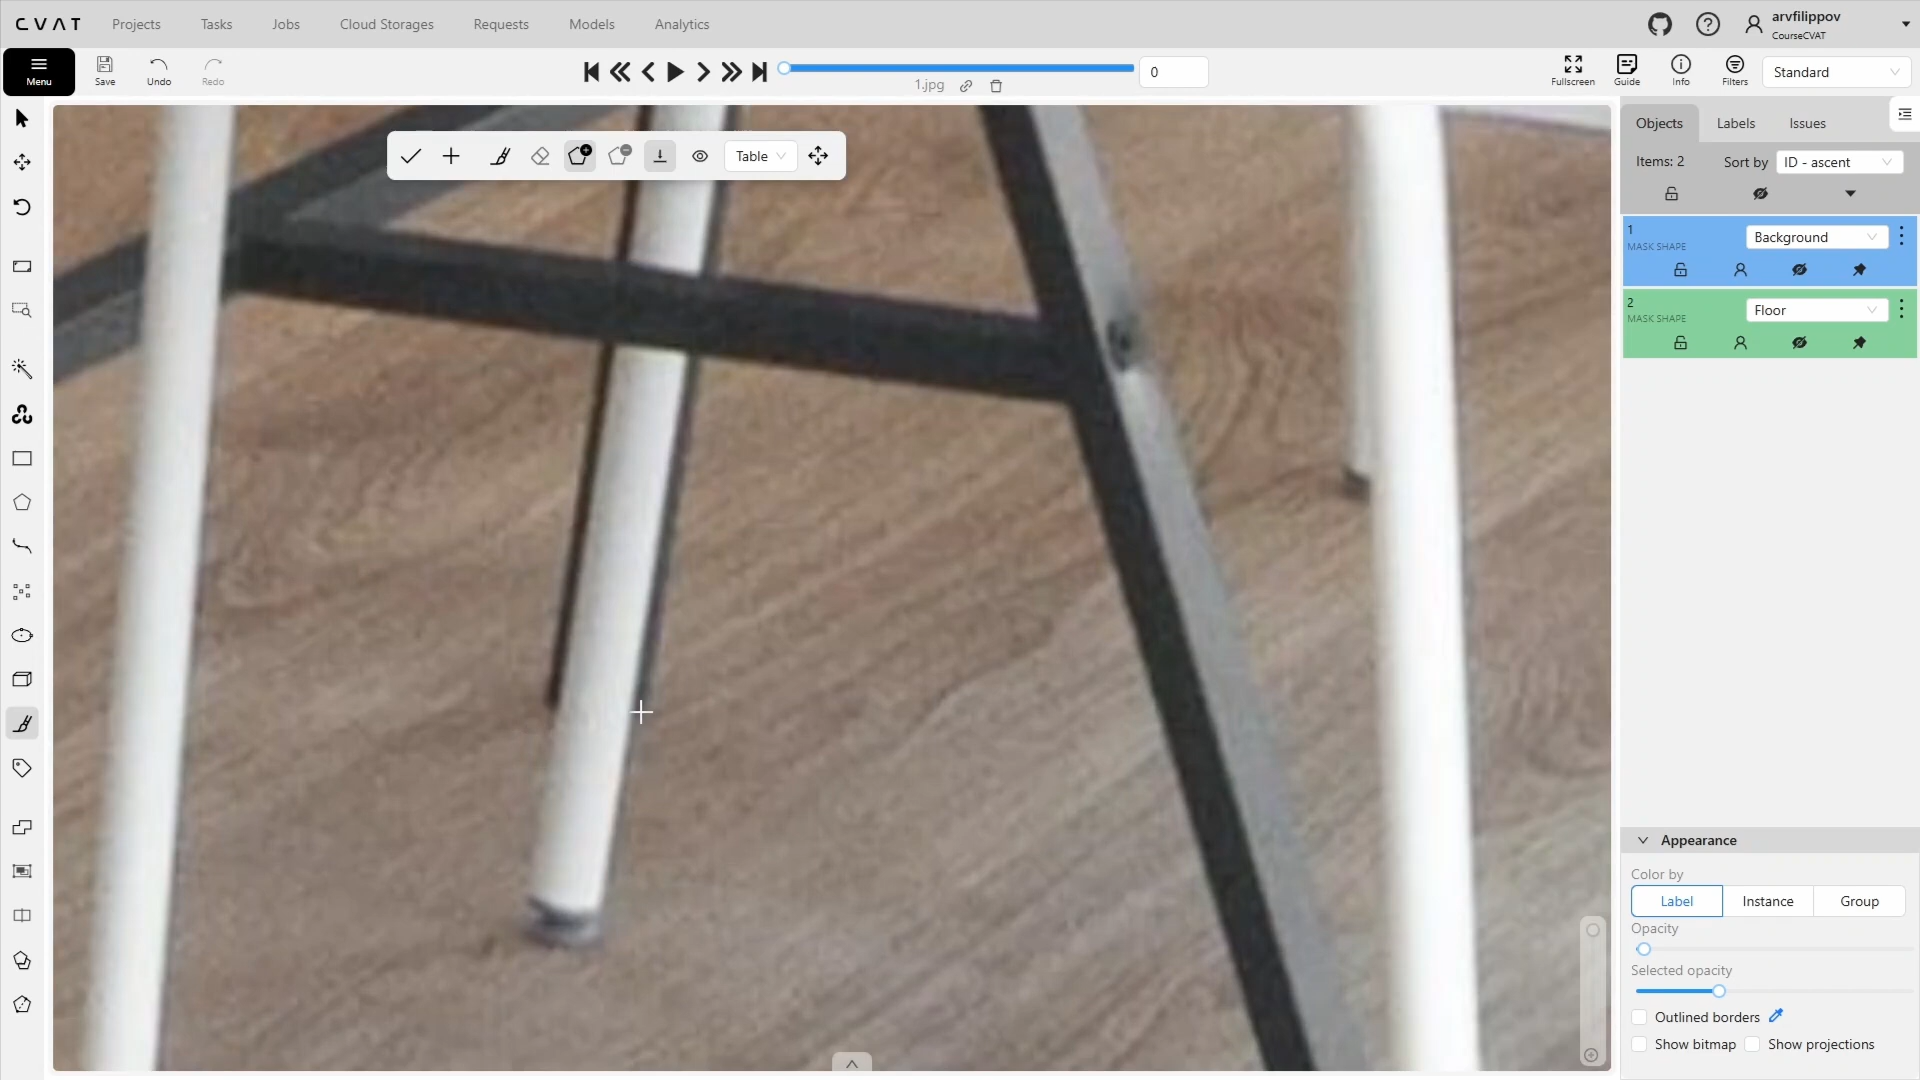 CVAT
Projects
Tasks
Jobs
Cloud Storages
Requests
Models
Analytics
arvfilippov
CourseCVAT
Menu
Save
Undo
Redo
1.jpg
0
Fullscreen
Guide
Info
Filters
Standard
Table
Objects
Labels
Issues
Items: 2
Sort by
ID - ascent
1
MASK SHAPE
Background
2
MASK SHAPE
Floor
Appearance
Color by
Label
Instance
Group
Opacity
Selected opacity
Outlined borders
Show bitmap
Show projections